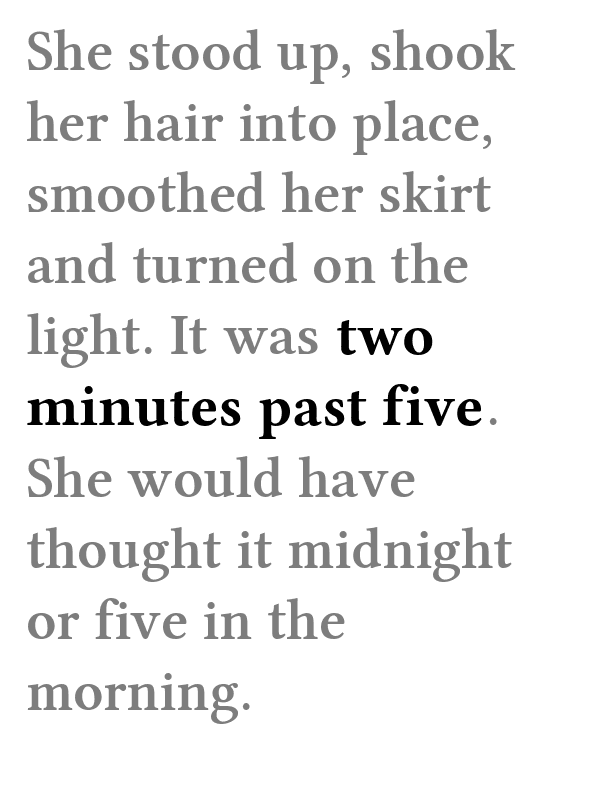 She stood up, shook
her hair into place,
smoothed her skirt
and turned on the
light. It was two
minutes past five.
She would have
thought it midnight
or five in the
morning.